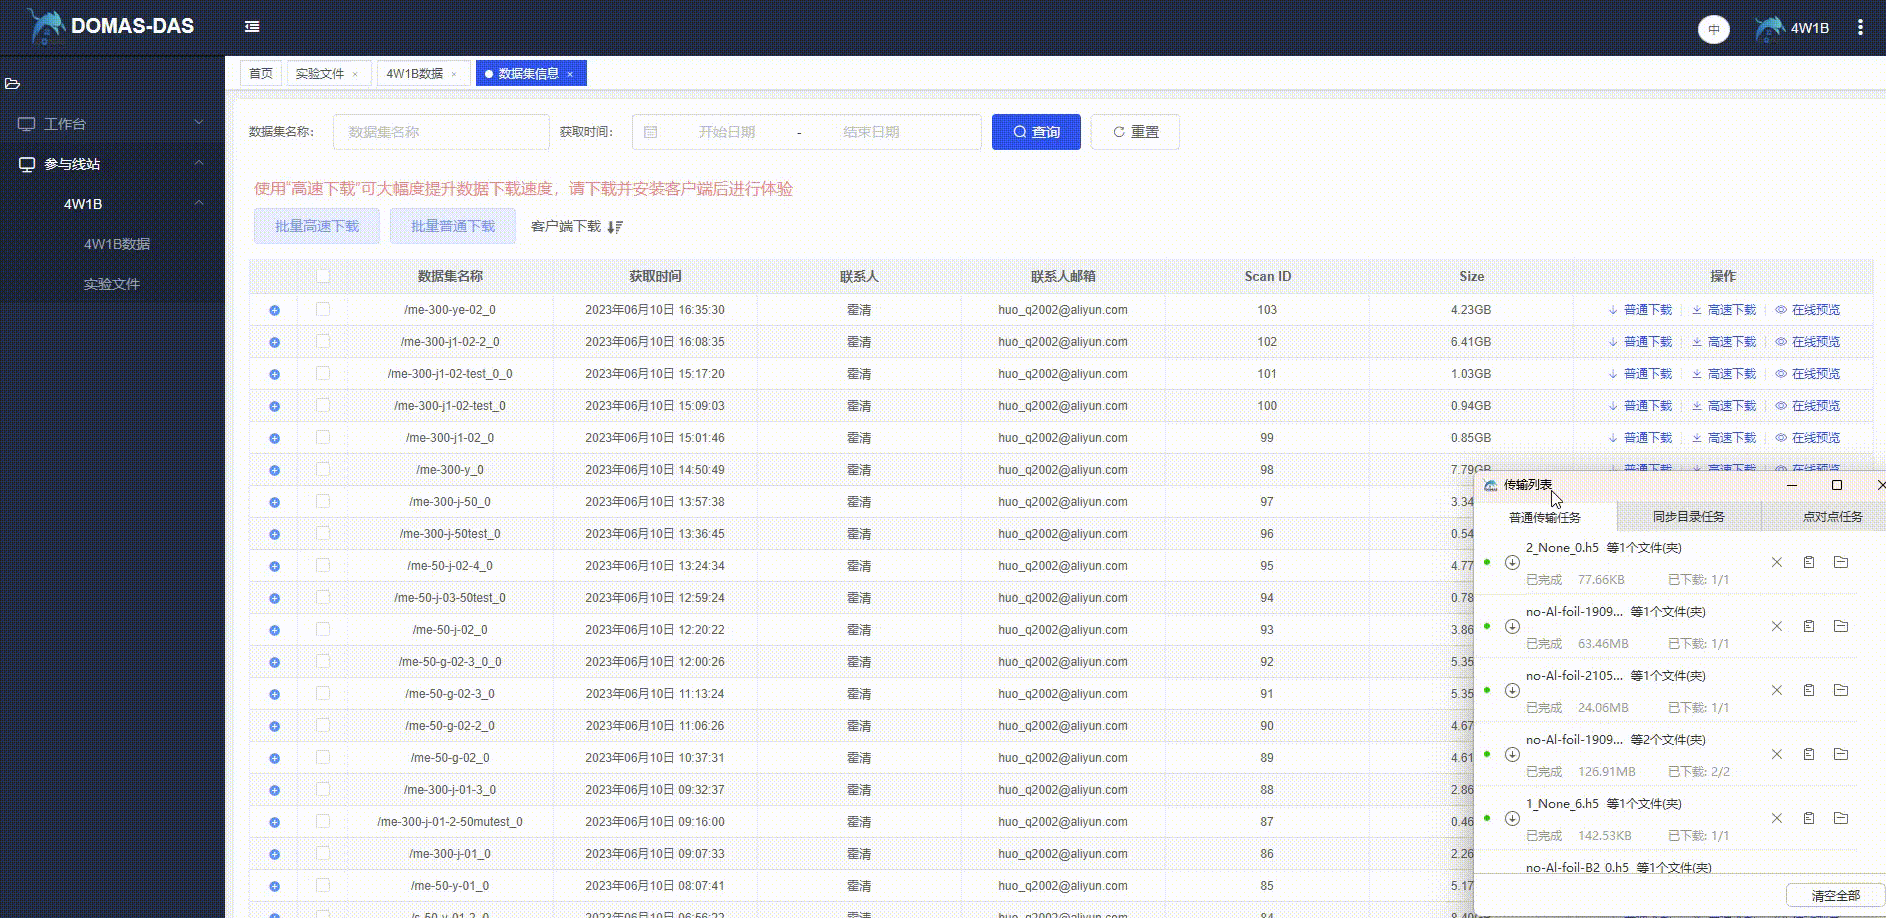 DOMAS-DAS
中
4W1B
工作台
参与线站
4W1B
4W1B数据
实验文件
首页 实验文件 × 4W1B数据 × 数据集信息 ×
数据集名称: 数据集名称 获取时间: 开始日期 - 结束日期 查询 重置
使用"高速下载"可大幅度提升数据下载速度，请下载并安装客户端后进行体验
批量高速下载 批量普通下载 客户端下载
数据集名称 获取时间 联系人 联系人邮箱 Scan ID Size 操作
/me-300-ye-02_0 2023年06月10日 16:35:30 霍清 huo_q2002@aliyun.com 103 4.23GB 普通下载 高速下载 在线预览
/me-300-j1-02-2_0 2023年06月10日 16:08:35 霍清 huo_q2002@aliyun.com 102 6.41GB 普通下载 高速下载 在线预览
/me-300-j1-02-test_0_0 2023年06月10日 15:17:20 霍清 huo_q2002@aliyun.com 101 1.03GB 普通下载 高速下载 在线预览
/me-300-j1-02-test_0 2023年06月10日 15:09:03 霍清 huo_q2002@aliyun.com 100 0.94GB 普通下载 高速下载 在线预览
/me-300-j1-02_0 2023年06月10日 15:01:46 霍清 huo_q2002@aliyun.com 99 0.85GB 普通下载 高速下载 在线预览
/me-300-y_0 2023年06月10日 14:50:49 霍清 huo_q2002@aliyun.com 98 7.79GB 普通下载 高速下载 在线预览
/me-300-j-50_0 2023年06月10日 13:57:38 霍清 huo_q2002@aliyun.com 97 3.34
/me-300-j-50test_0 2023年06月10日 13:36:45 霍清 huo_q2002@aliyun.com 96 0.54
/me-50-j-02-4_0 2023年06月10日 13:24:34 霍清 huo_q2002@aliyun.com 95 4.77
/me-50-j-03-50test_0 2023年06月10日 12:59:24 霍清 huo_q2002@aliyun.com 94 0.78
/me-50-j-02_0 2023年06月10日 12:20:22 霍清 huo_q2002@aliyun.com 93 3.86
/me-50-g-02-3_0_0 2023年06月10日 12:00:26 霍清 huo_q2002@aliyun.com 92 5.35
/me-50-g-02-3_0 2023年06月10日 11:13:24 霍清 huo_q2002@aliyun.com 91 5.35
/me-50-g-02-2_0 2023年06月10日 11:06:26 霍清 huo_q2002@aliyun.com 90 4.67
/me-50-g-02_0 2023年06月10日 10:37:31 霍清 huo_q2002@aliyun.com 89 4.61
/me-300-j-01-3_0 2023年06月10日 09:32:37 霍清 huo_q2002@aliyun.com 88 2.86
/me-300-j-01-2-50mutest_0 2023年06月10日 09:16:00 霍清 huo_q2002@aliyun.com 87 0.46
/me-300-j-01_0 2023年06月10日 09:07:33 霍清 huo_q2002@aliyun.com 86 2.26
/me-50-y-01_0 2023年06月10日 08:07:41 霍清 huo_q2002@aliyun.com 85 5.17
传输列表
普通传输任务 同步目录任务 点对点任务
2_None_0.h5 等1个文件(夹)
已完成 77.66KB 已下载: 1/1
no-Al-foil-1909... 等1个文件(夹)
已完成 63.46MB 已下载: 1/1
no-Al-foil-2105... 等1个文件(夹)
已完成 24.06MB 已下载: 1/1
no-Al-foil-1909... 等2个文件(夹)
已完成 126.91MB 已下载: 2/2
1_None_6.h5 等1个文件(夹)
已完成 142.53KB 已下载: 1/1
no-Al-foil-B2_0.h5 等1个文件(夹)
清空全部